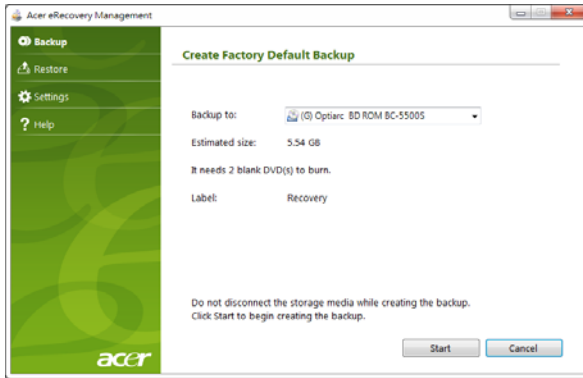 Acer eRecovery Management
Backup
Restore
Settings
Help
Create Factory Default Backup
Backup to: (G) Optiarc BD ROM BC-5500S
Estimated size: 5.54 GB
It needs 2 blank DVD(s) to burn.
Label: Recovery
Do not disconnect the storage media while creating the backup.
Click Start to begin creating the backup.
Start Cancel
acer